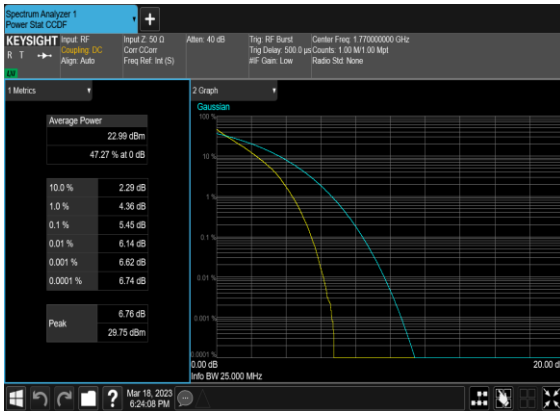 Spectrum Analyzer 1
Power Stat CCDF
+
KEYSIGHT
R T
LXI
Input: RF
Coupling: DC
Align: Auto
Input Z: 50 Ω
Corr CCorr
Freq Ref: Int (S)
Atten: 40 dB
Trig: RF Burst
Trig Delay: 500.0 µs
#IF Gain: Low
Center Freq: 1.770000000 GHz
Counts: 1.00 M/1.00 Mpt
Radio Std: None
1 Metrics
Average Power
22.99 dBm
47.27 % at 0 dB
10.0 % 2.29 dB
1.0 % 4.36 dB
0.1 % 5.45 dB
0.01 % 6.14 dB
0.001 % 6.62 dB
0.0001 % 6.74 dB
Peak
6.76 dB
29.75 dBm
2 Graph
Gaussian
100 %
10 %
1 %
0.1 %
0.01 %
0.001 %
0.0001 %
0.00 dB
20.00 dB
Info BW 25.000 MHz
?
Mar 18, 2023
6:24:08 PM